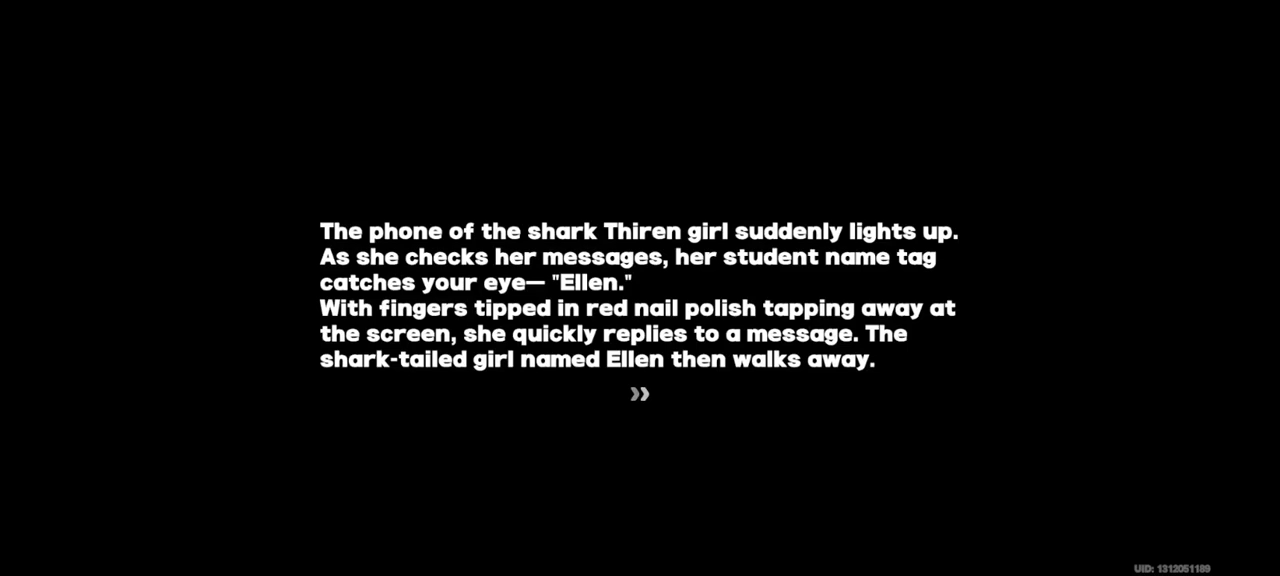 The phone of the shark Thiren girl suddenly lights up.
As she checks her messages, her student name tag
catches your eye— "Ellen."
With fingers tipped in red nail polish tapping away at
the screen, she quickly replies to a message. The
shark-tailed girl named Ellen then walks away.
UID: 1312051189